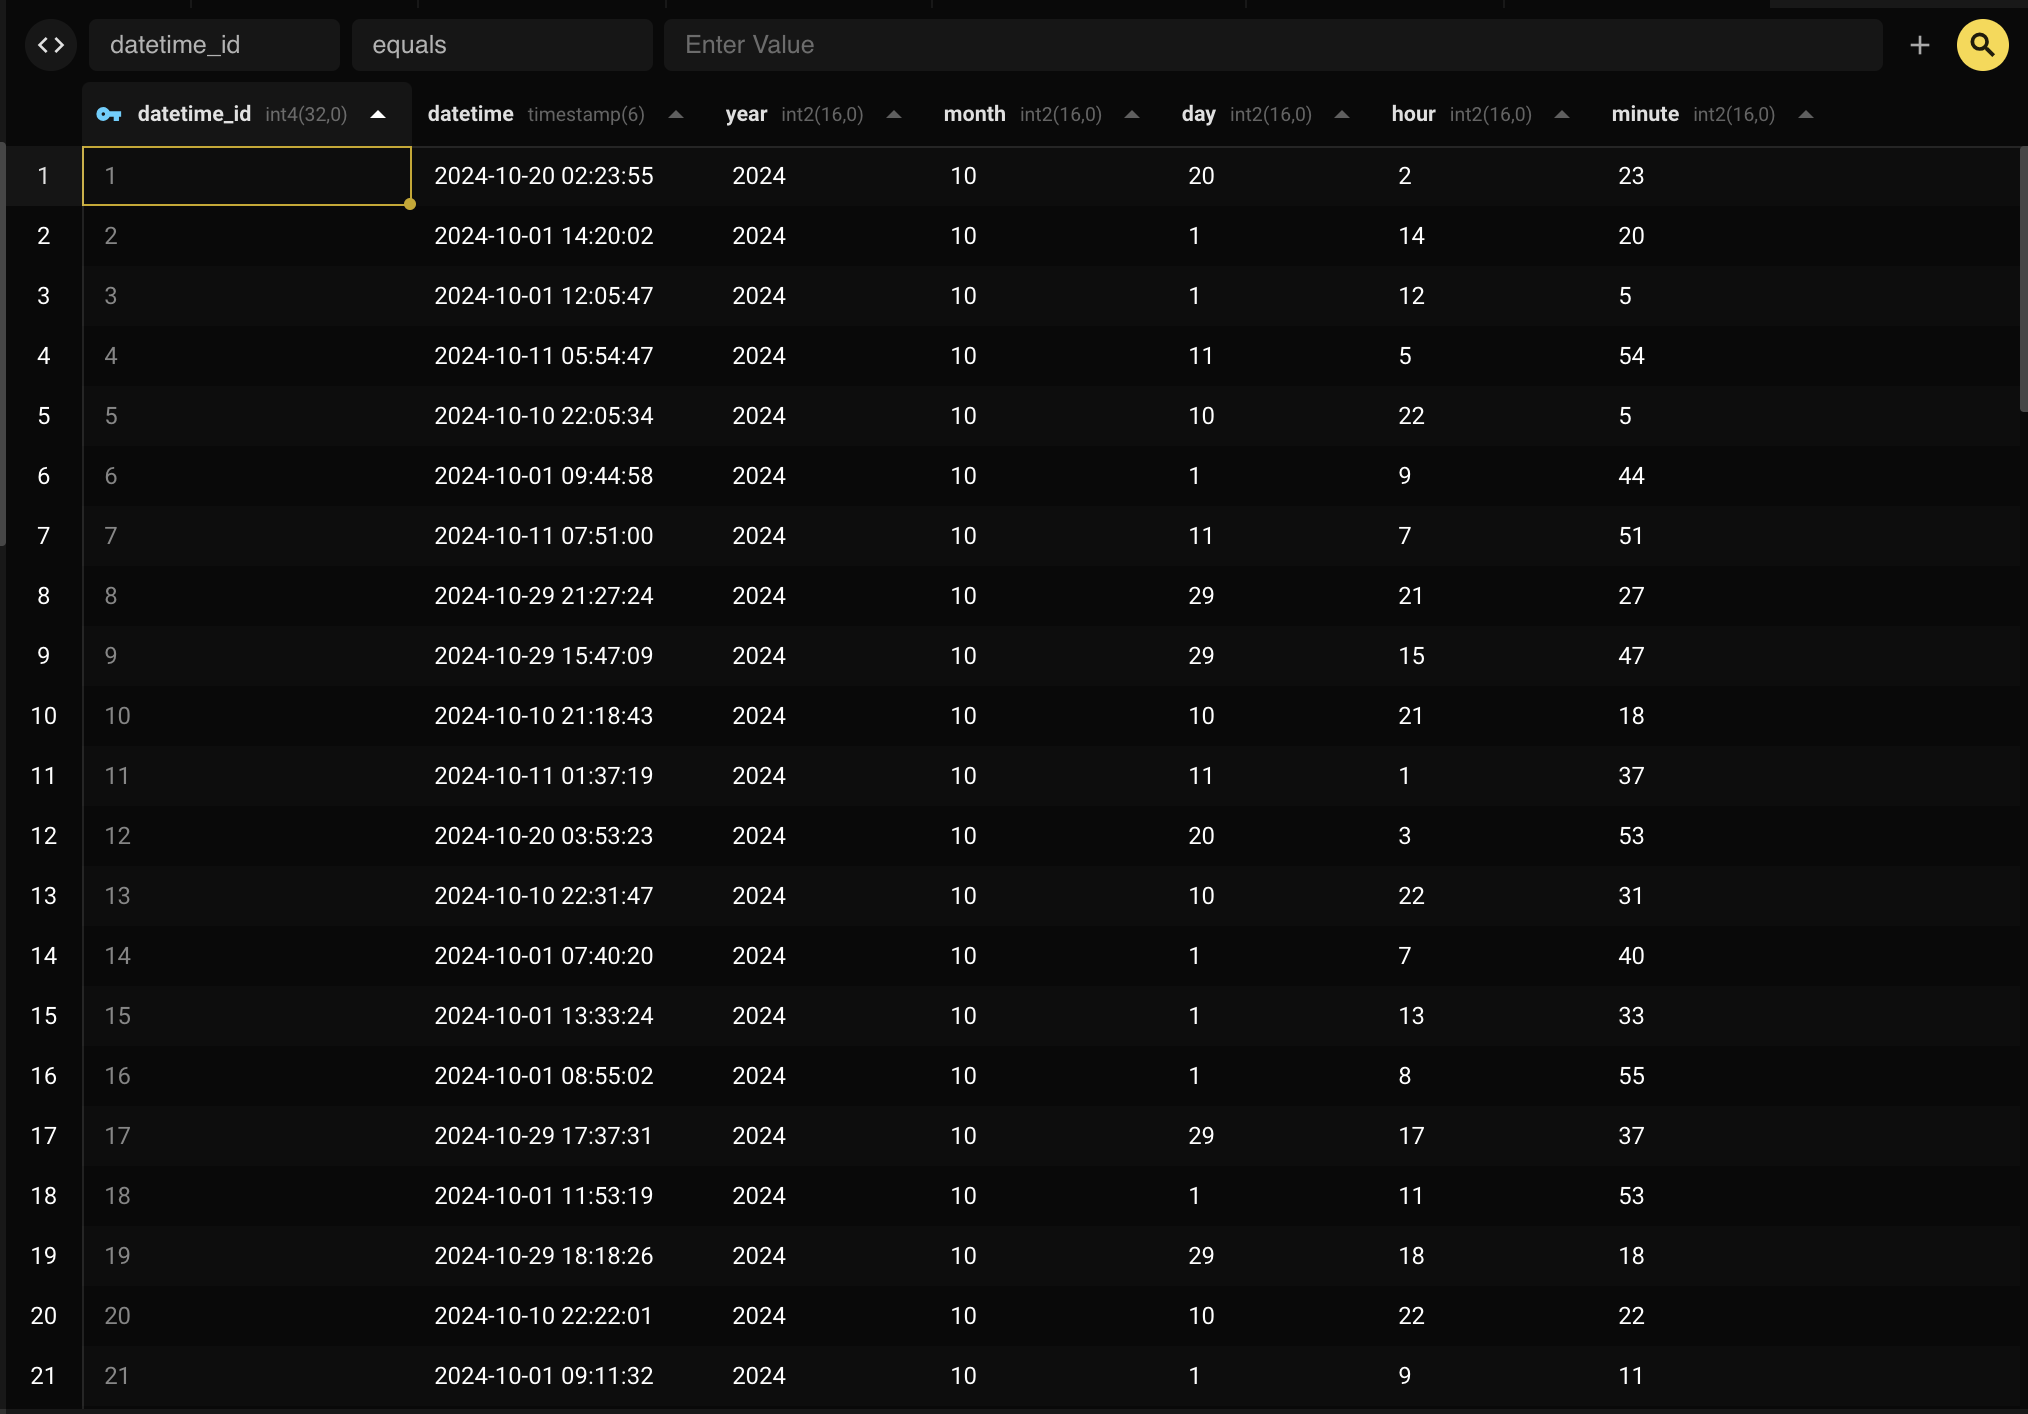 datetime_id equals Enter Value
datetime_id int4(32,0) datetime timestamp(6) year int2(16,0) month int2(16,0) day int2(16,0) hour int2(16,0) minute int2(16,0)
1 1 2024-10-20 02:23:55 2024 10 20 2 23
2 2 2024-10-01 14:20:02 2024 10 1 14 20
3 3 2024-10-01 12:05:47 2024 10 1 12 5
4 4 2024-10-11 05:54:47 2024 10 11 5 54
5 5 2024-10-10 22:05:34 2024 10 10 22 5
6 6 2024-10-01 09:44:58 2024 10 1 9 44
7 7 2024-10-11 07:51:00 2024 10 11 7 51
8 8 2024-10-29 21:27:24 2024 10 29 21 27
9 9 2024-10-29 15:47:09 2024 10 29 15 47
10 10 2024-10-10 21:18:43 2024 10 10 21 18
11 11 2024-10-11 01:37:19 2024 10 11 1 37
12 12 2024-10-20 03:53:23 2024 10 20 3 53
13 13 2024-10-10 22:31:47 2024 10 10 22 31
14 14 2024-10-01 07:40:20 2024 10 1 7 40
15 15 2024-10-01 13:33:24 2024 10 1 13 33
16 16 2024-10-01 08:55:02 2024 10 1 8 55
17 17 2024-10-29 17:37:31 2024 10 29 17 37
18 18 2024-10-01 11:53:19 2024 10 1 11 53
19 19 2024-10-29 18:18:26 2024 10 29 18 18
20 20 2024-10-10 22:22:01 2024 10 10 22 22
21 21 2024-10-01 09:11:32 2024 10 1 9 11